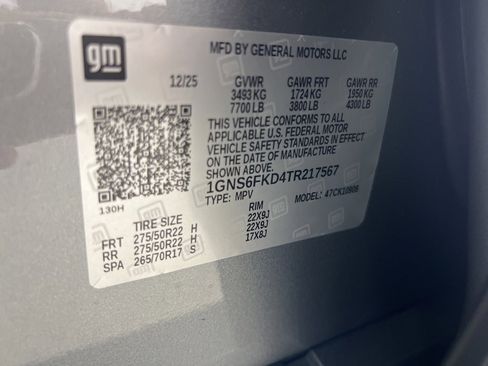 gm
MFD BY GENERAL MOTORS LLC
12/25 GVWR GAWR FRT GAWR RR
3493 KG 1724 KG 1950 KG
7700 LB 3800 LB 4300 LB
THIS VEHICLE CONFORMS TO ALL
APPLICABLE U.S. FEDERAL MOTOR
VEHICLE SAFETY STANDARDS IN EFFECT
ON THE DATE OF MANUFACTURE SHOWN ABOVE.
1GNS6FKD4TR217567
TYPE: MPV MODEL: 47CK10906
130H
TIRE SIZE RIM
FRT 275/50R22 H 22X9J
RR 275/50R22 H 22X9J
SPA 265/70R17 S 17X8J